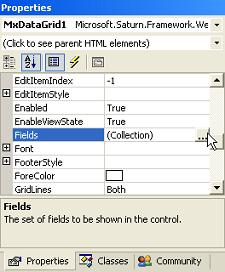 Properties
MxDataGrid1 Microsoft.Saturn.Framework.We
(Click to see parent HTML elements)
EditItemIndex -1
EditItemStyle
Enabled True
EnableViewState True
Fields (Collection) ...
Font
FooterStyle
ForeColor
GridLines Both
Fields
The set of fields to be shown in the control.
Properties Classes Community